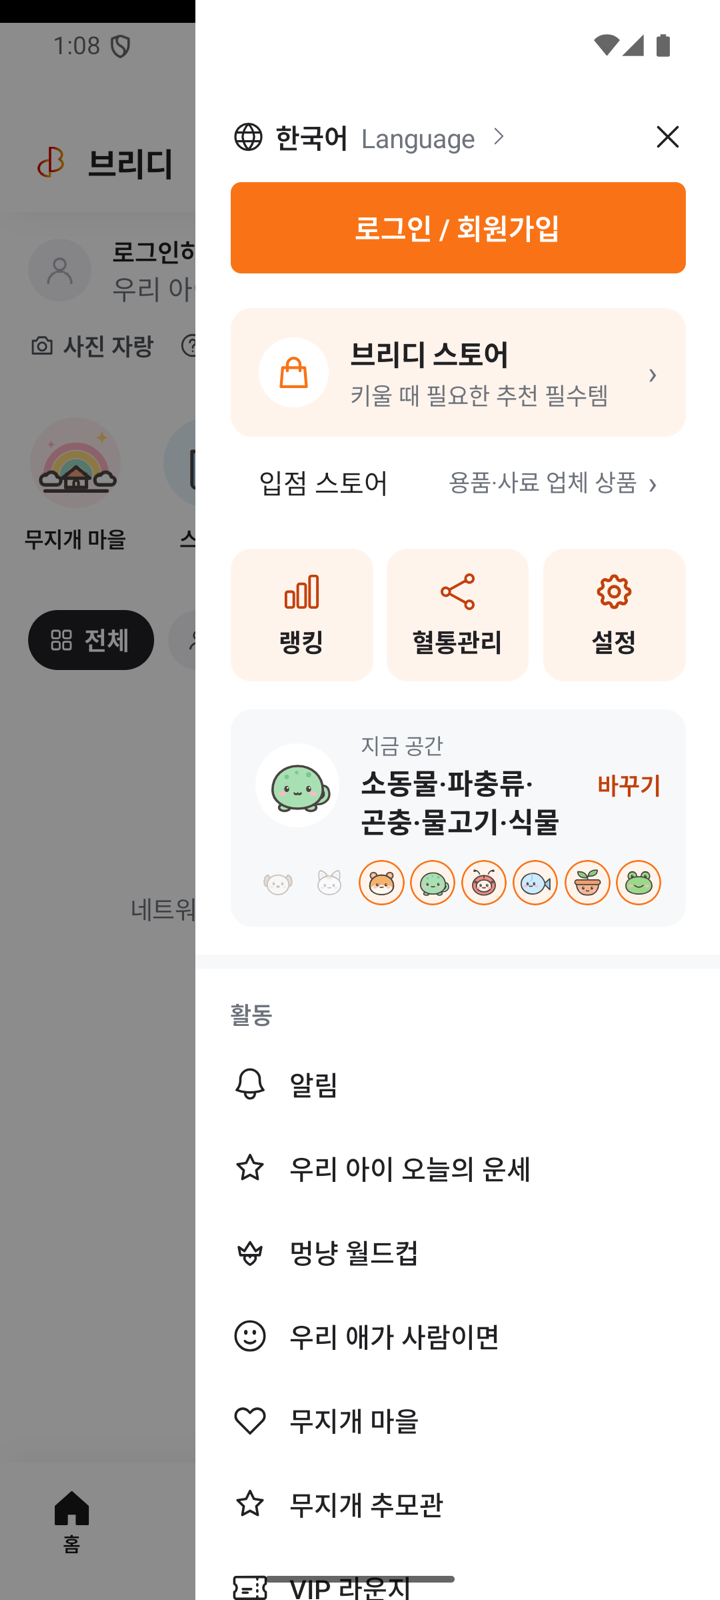 1:08
한국어 Language
브리디
로그인 / 회원가입
로그인하
우리 아
사진 자랑
브리디 스토어
키울 때 필요한 추천 필수템
입점 스토어
용품·사료 업체 상품
무지개 마을
랭킹
혈통관리
설정
전체
지금 공간
소동물·파충류·
곤충·물고기·식물
바꾸기
네트워
활동
알림
우리 아이 오늘의 운세
멍냥 월드컵
우리 애가 사람이면
무지개 마을
무지개 추모관
홈
VIP 라운지